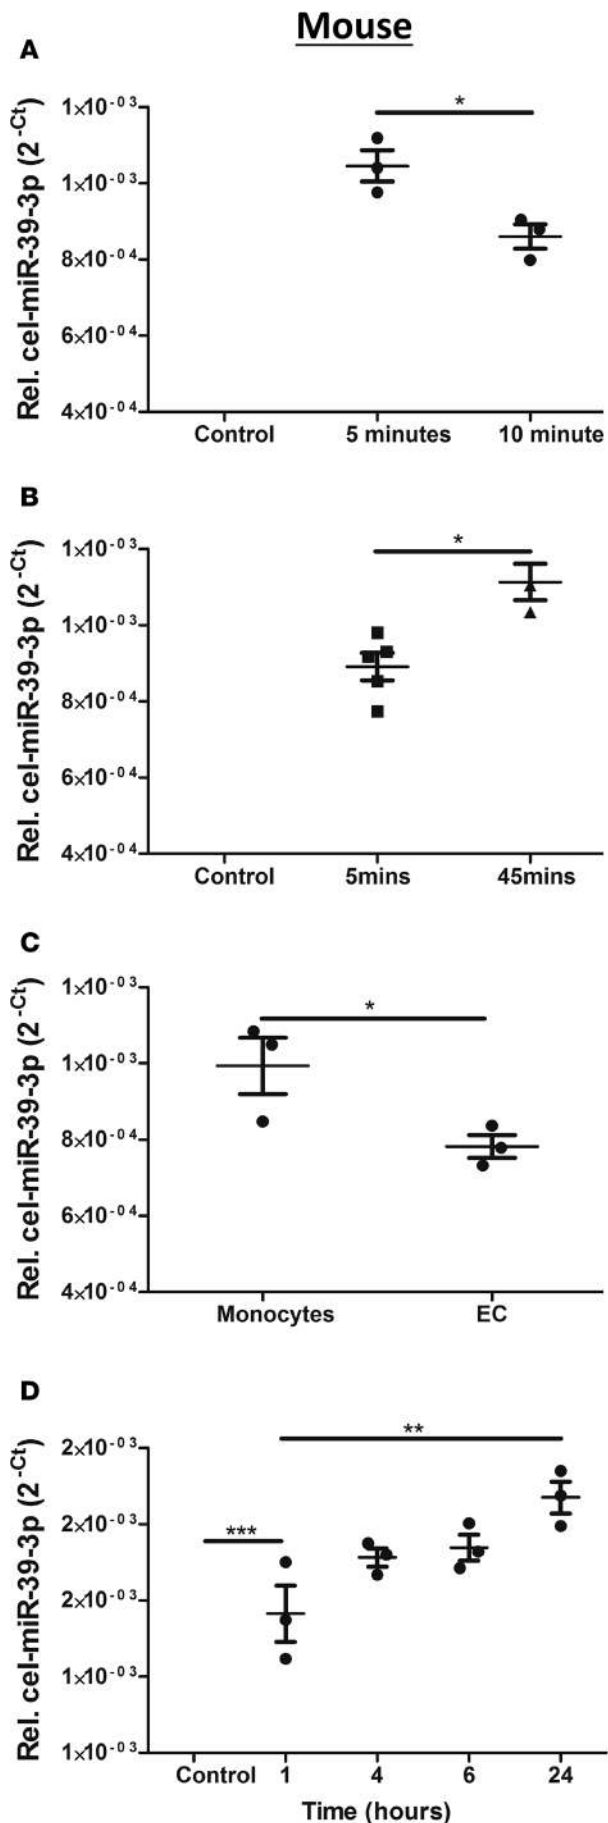 Mouse
A
Rel. cel-miR-39-3p (2^-Ct)
1×10^-03
1×10^-03
8×10^-04
6×10^-04
4×10^-04
*
Control 5 minutes 10 minute
B
Rel. cel-miR-39-3p (2^-Ct)
1×10^-03
1×10^-03
8×10^-04
6×10^-04
4×10^-04
*
Control 5mins 45mins
C
Rel. cel-miR-39-3p (2^-Ct)
1×10^-03
1×10^-03
8×10^-04
6×10^-04
4×10^-04
*
Monocytes EC
D
Rel. cel-miR-39-3p (2^-Ct)
2×10^-03
2×10^-03
2×10^-03
1×10^-03
1×10^-03
**
***
Control 1 4 6 24
Time (hours)